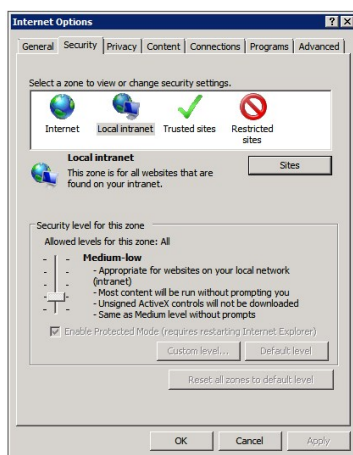 Internet Options
General Security Privacy Content Connections Programs Advanced
Select a zone to view or change security settings.
Internet Local intranet Trusted sites Restricted
sites
Local intranet
This zone is for all websites that are
found on your intranet.
Sites
Security level for this zone
Allowed levels for this zone: All
Medium-low
- Appropriate for websites on your local network
(intranet)
- Most content will be run without prompting you
- Unsigned ActiveX controls will not be downloaded
- Same as Medium level without prompts
Enable Protected Mode (requires restarting Internet Explorer)
Custom level... Default level
Reset all zones to default level
OK Cancel Apply